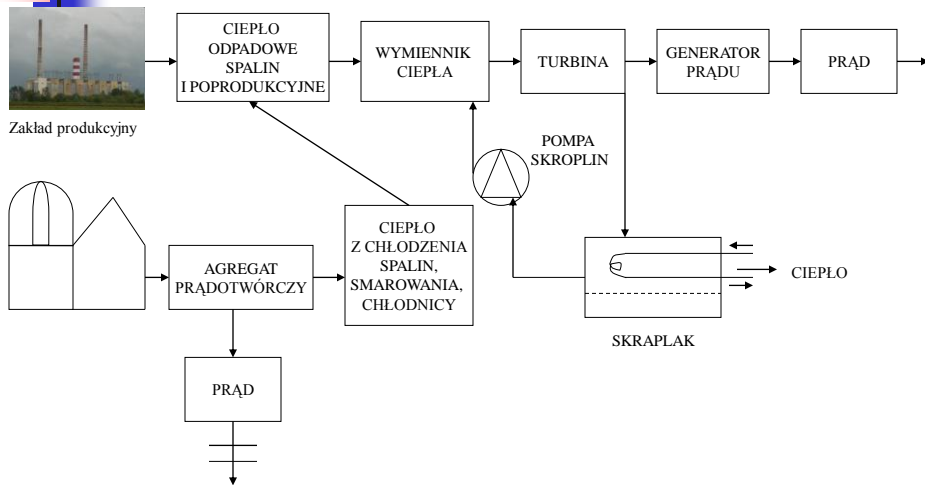 CIEPŁO
ODPADOWE
SPALIN
I POPRODUKCYJNE
WYMIENNIK
CIEPŁA
TURBINA
GENERATOR
PRĄDU
PRĄD
Zakład produkcyjny
POMPA
SKROPLIN
CIEPŁO
Z CHŁODZENIA
SPALIN,
SMAROWANIA,
CHŁODNICY
AGREGAT
PRĄDOTWÓRCZY
CIEPŁO
SKRAPLAK
PRĄD